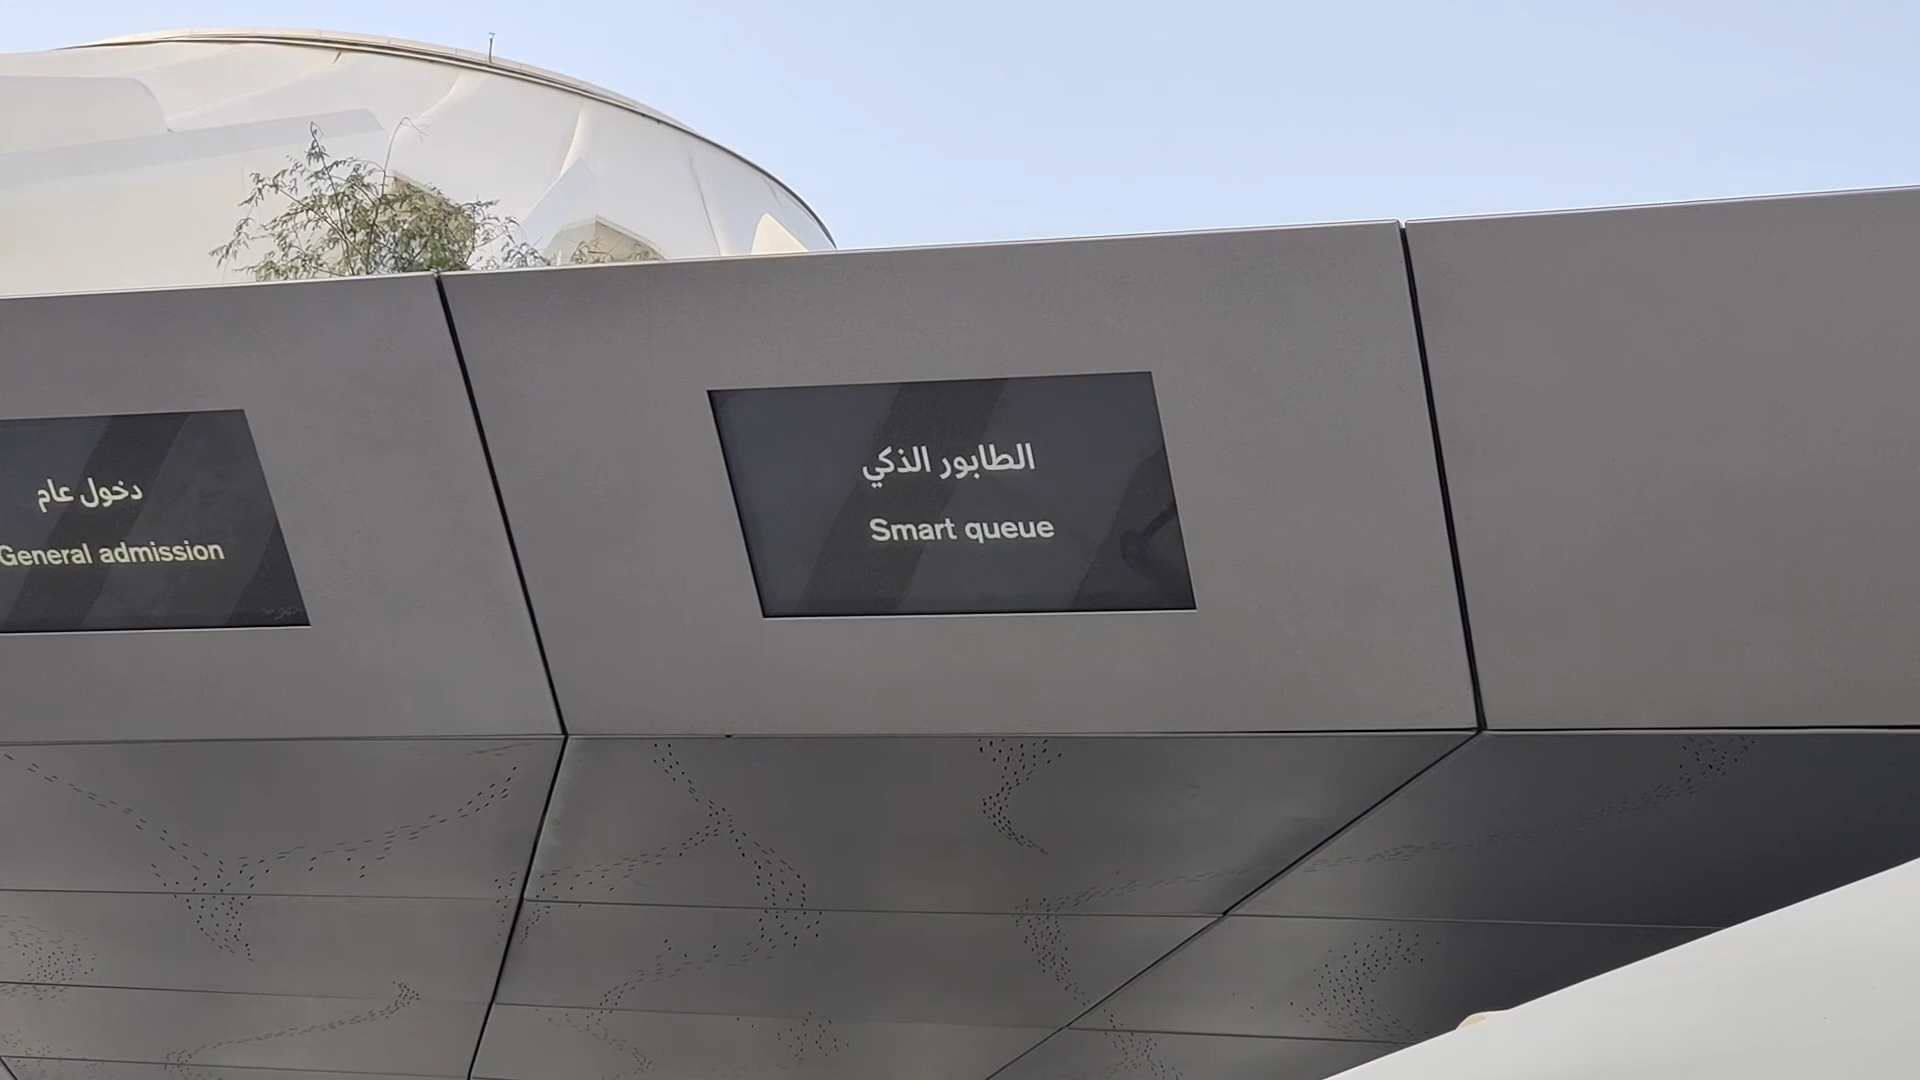 دخول عام
General admission
الطابور الذكي
Smart queue